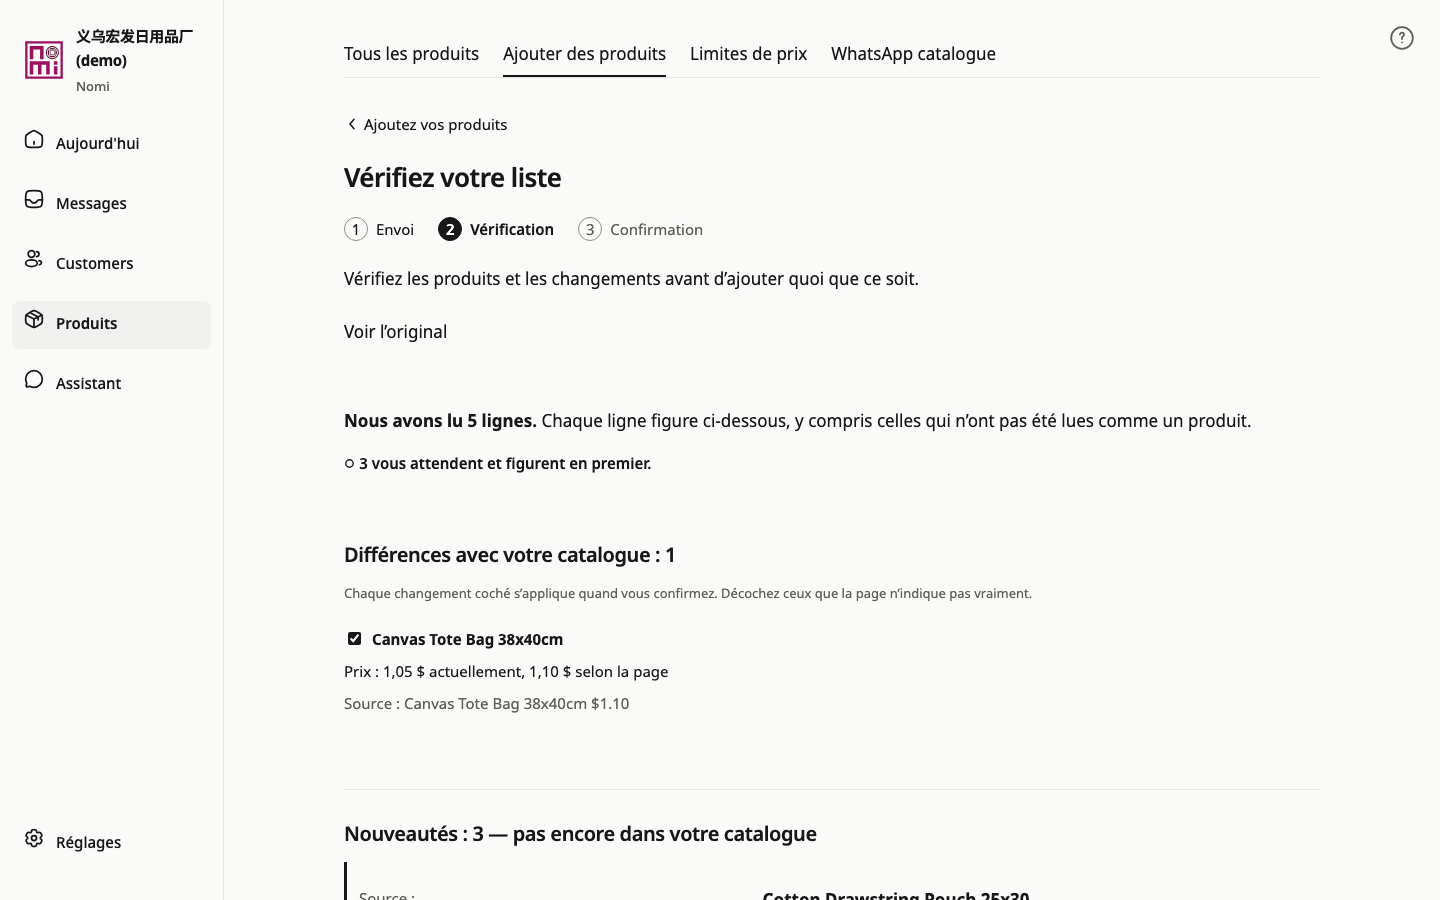 义乌宏发日用品厂
(demo)
Nomi
Aujourd'hui
Messages
Customers
Produits
Assistant
Réglages
Tous les produits
Ajouter des produits
Limites de prix
WhatsApp catalogue
Ajoutez vos produits
Vérifiez votre liste
1 Envoi
2 Vérification
3 Confirmation
Vérifiez les produits et les changements avant d’ajouter quoi que ce soit.
Voir l’original
Nous avons lu 5 lignes. Chaque ligne figure ci-dessous, y compris celles qui n’ont pas été lues comme un produit.
3 vous attendent et figurent en premier.
Différences avec votre catalogue : 1
Chaque changement coché s’applique quand vous confirmez. Décochez ceux que la page n’indique pas vraiment.
Canvas Tote Bag 38x40cm
Prix : 1,05 $ actuellement, 1,10 $ selon la page
Source : Canvas Tote Bag 38x40cm $1.10
Nouveautés : 3 — pas encore dans votre catalogue
Source :
Cotton Drawstring Pouch 25x30